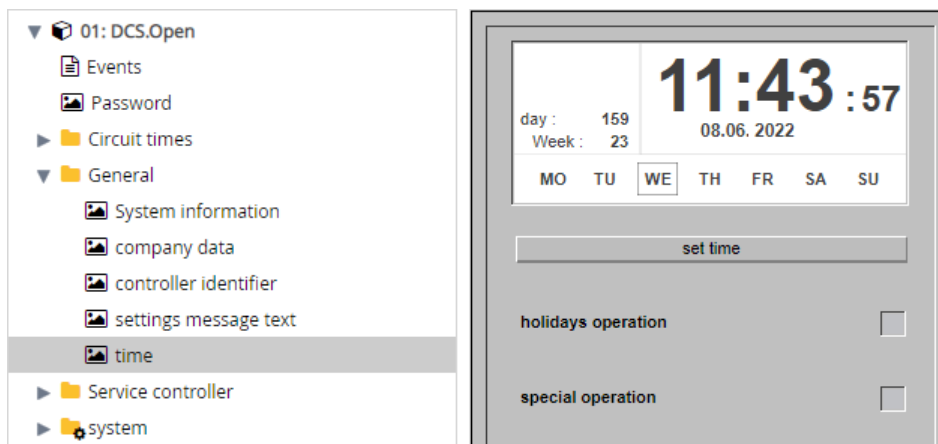 01: DCS.Open
Events
Password
Circuit times
General
System information
company data
controller identifier
settings message text
time
Service controller
system
11:43:57
day : 159
08.06. 2022
Week : 23
MO TU WE TH FR SA SU
set time
holidays operation
special operation